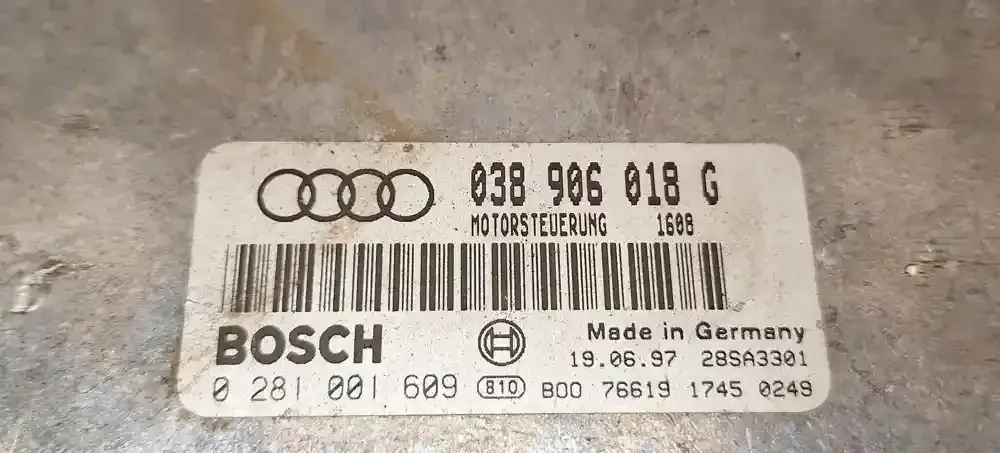 038 906 018 G
MOTORSTEUERUNG 1608
BOSCH
Made in Germany
19.06.97 28SA3301
0 281 001 609 810 B00 76619 1745 0249